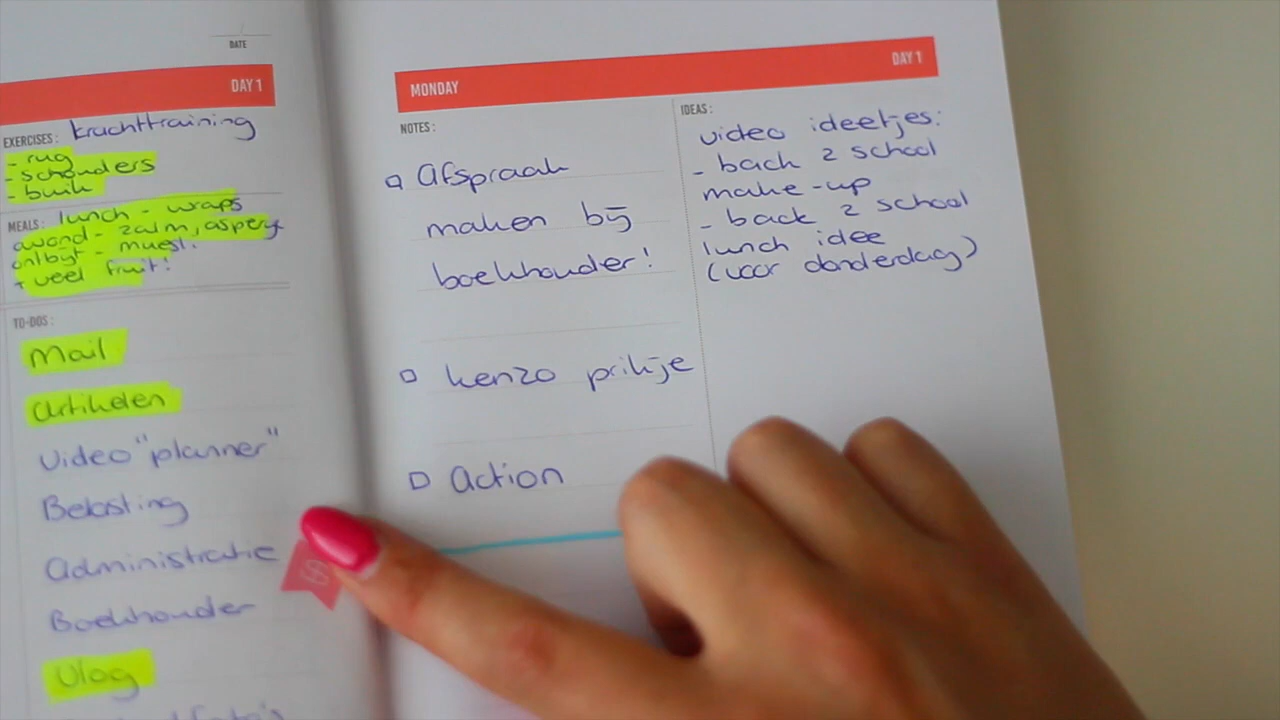 DATE
DAY 1
EXERCISES: krachttraining
- rug
- schouders
- buik
MEALS: lunch - wraps
avond - zalm, aspery
ontbijt - muesli
+ veel fruit!
TO-DOS:
Mail
Artikelen
Video "planner"
Belasting
Administratie
Boekhouder
Vlog
MONDAY DAY 1
NOTES:
Afspraak
maken bij
boekhouder!
kenzo prikje
Action
IDEAS:
video ideetjes:
- back 2 school
make-up
- back 2 school
lunch idee
(voor donderdag)